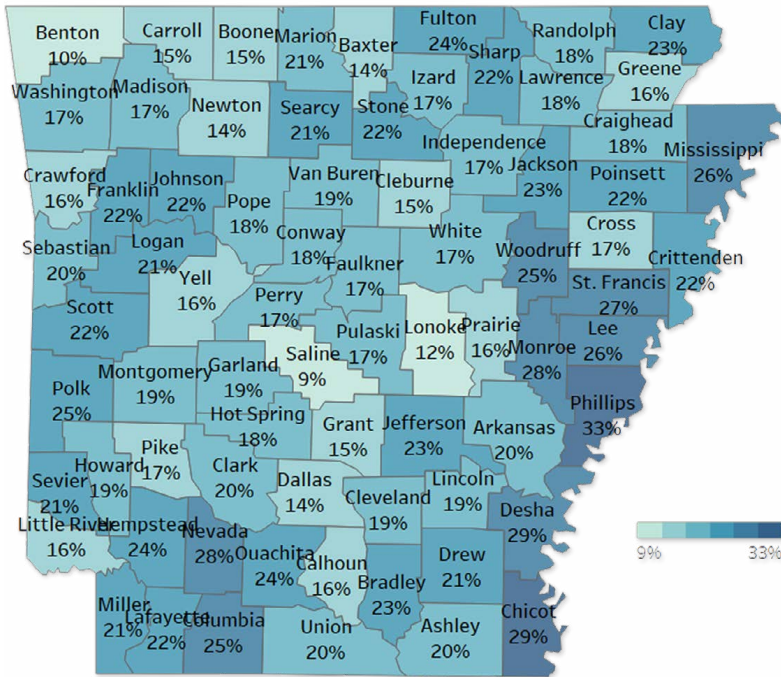 Benton
10%
Carroll
15%
Boone
15%
Marion
21%
Baxter
14%
Fulton
24%
Sharp
22%
Randolph
18%
Clay
23%
Greene
16%
Washington
17%
Madison
17%
Newton
14%
Searcy
21%
Stone
22%
Izard
17%
Lawrence
18%
Independence
17%
Craighead
18%
Mississippi
26%
Crawford
16%
Franklin
22%
Johnson
22%
Pope
18%
Van Buren
19%
Cleburne
15%
Jackson
23%
Poinsett
22%
Sebastian
20%
Logan
21%
Conway
18%
Faulkner
17%
White
17%
Woodruff
25%
Cross
17%
Crittenden
22%
Scott
22%
Yell
16%
Perry
17%
Pulaski
17%
Lonoke
12%
Prairie
16%
St. Francis
27%
Lee
26%
Monroe
28%
Saline
9%
Polk
25%
Montgomery
19%
Garland
19%
Hot Spring
18%
Grant
15%
Jefferson
23%
Arkansas
20%
Phillips
33%
Pike
17%
Howard
19%
Clark
20%
Dallas
14%
Cleveland
19%
Lincoln
19%
Desha
29%
Sevier
21%
Little River
16%
Hempstead
24%
Nevada
28%
Ouachita
24%
Calhoun
16%
Bradley
23%
Drew
21%
Miller
21%
Lafayette
22%
Columbia
25%
Union
20%
Ashley
20%
Chicot
29%
9% 33%